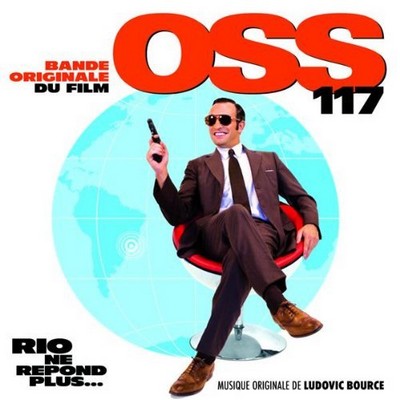 BANDE
ORIGINALE
DU FILM
OSS
117
RIO
NE
REPOND
PLUS...
MUSIQUE ORIGINALE DE LUDOVIC BOURCE